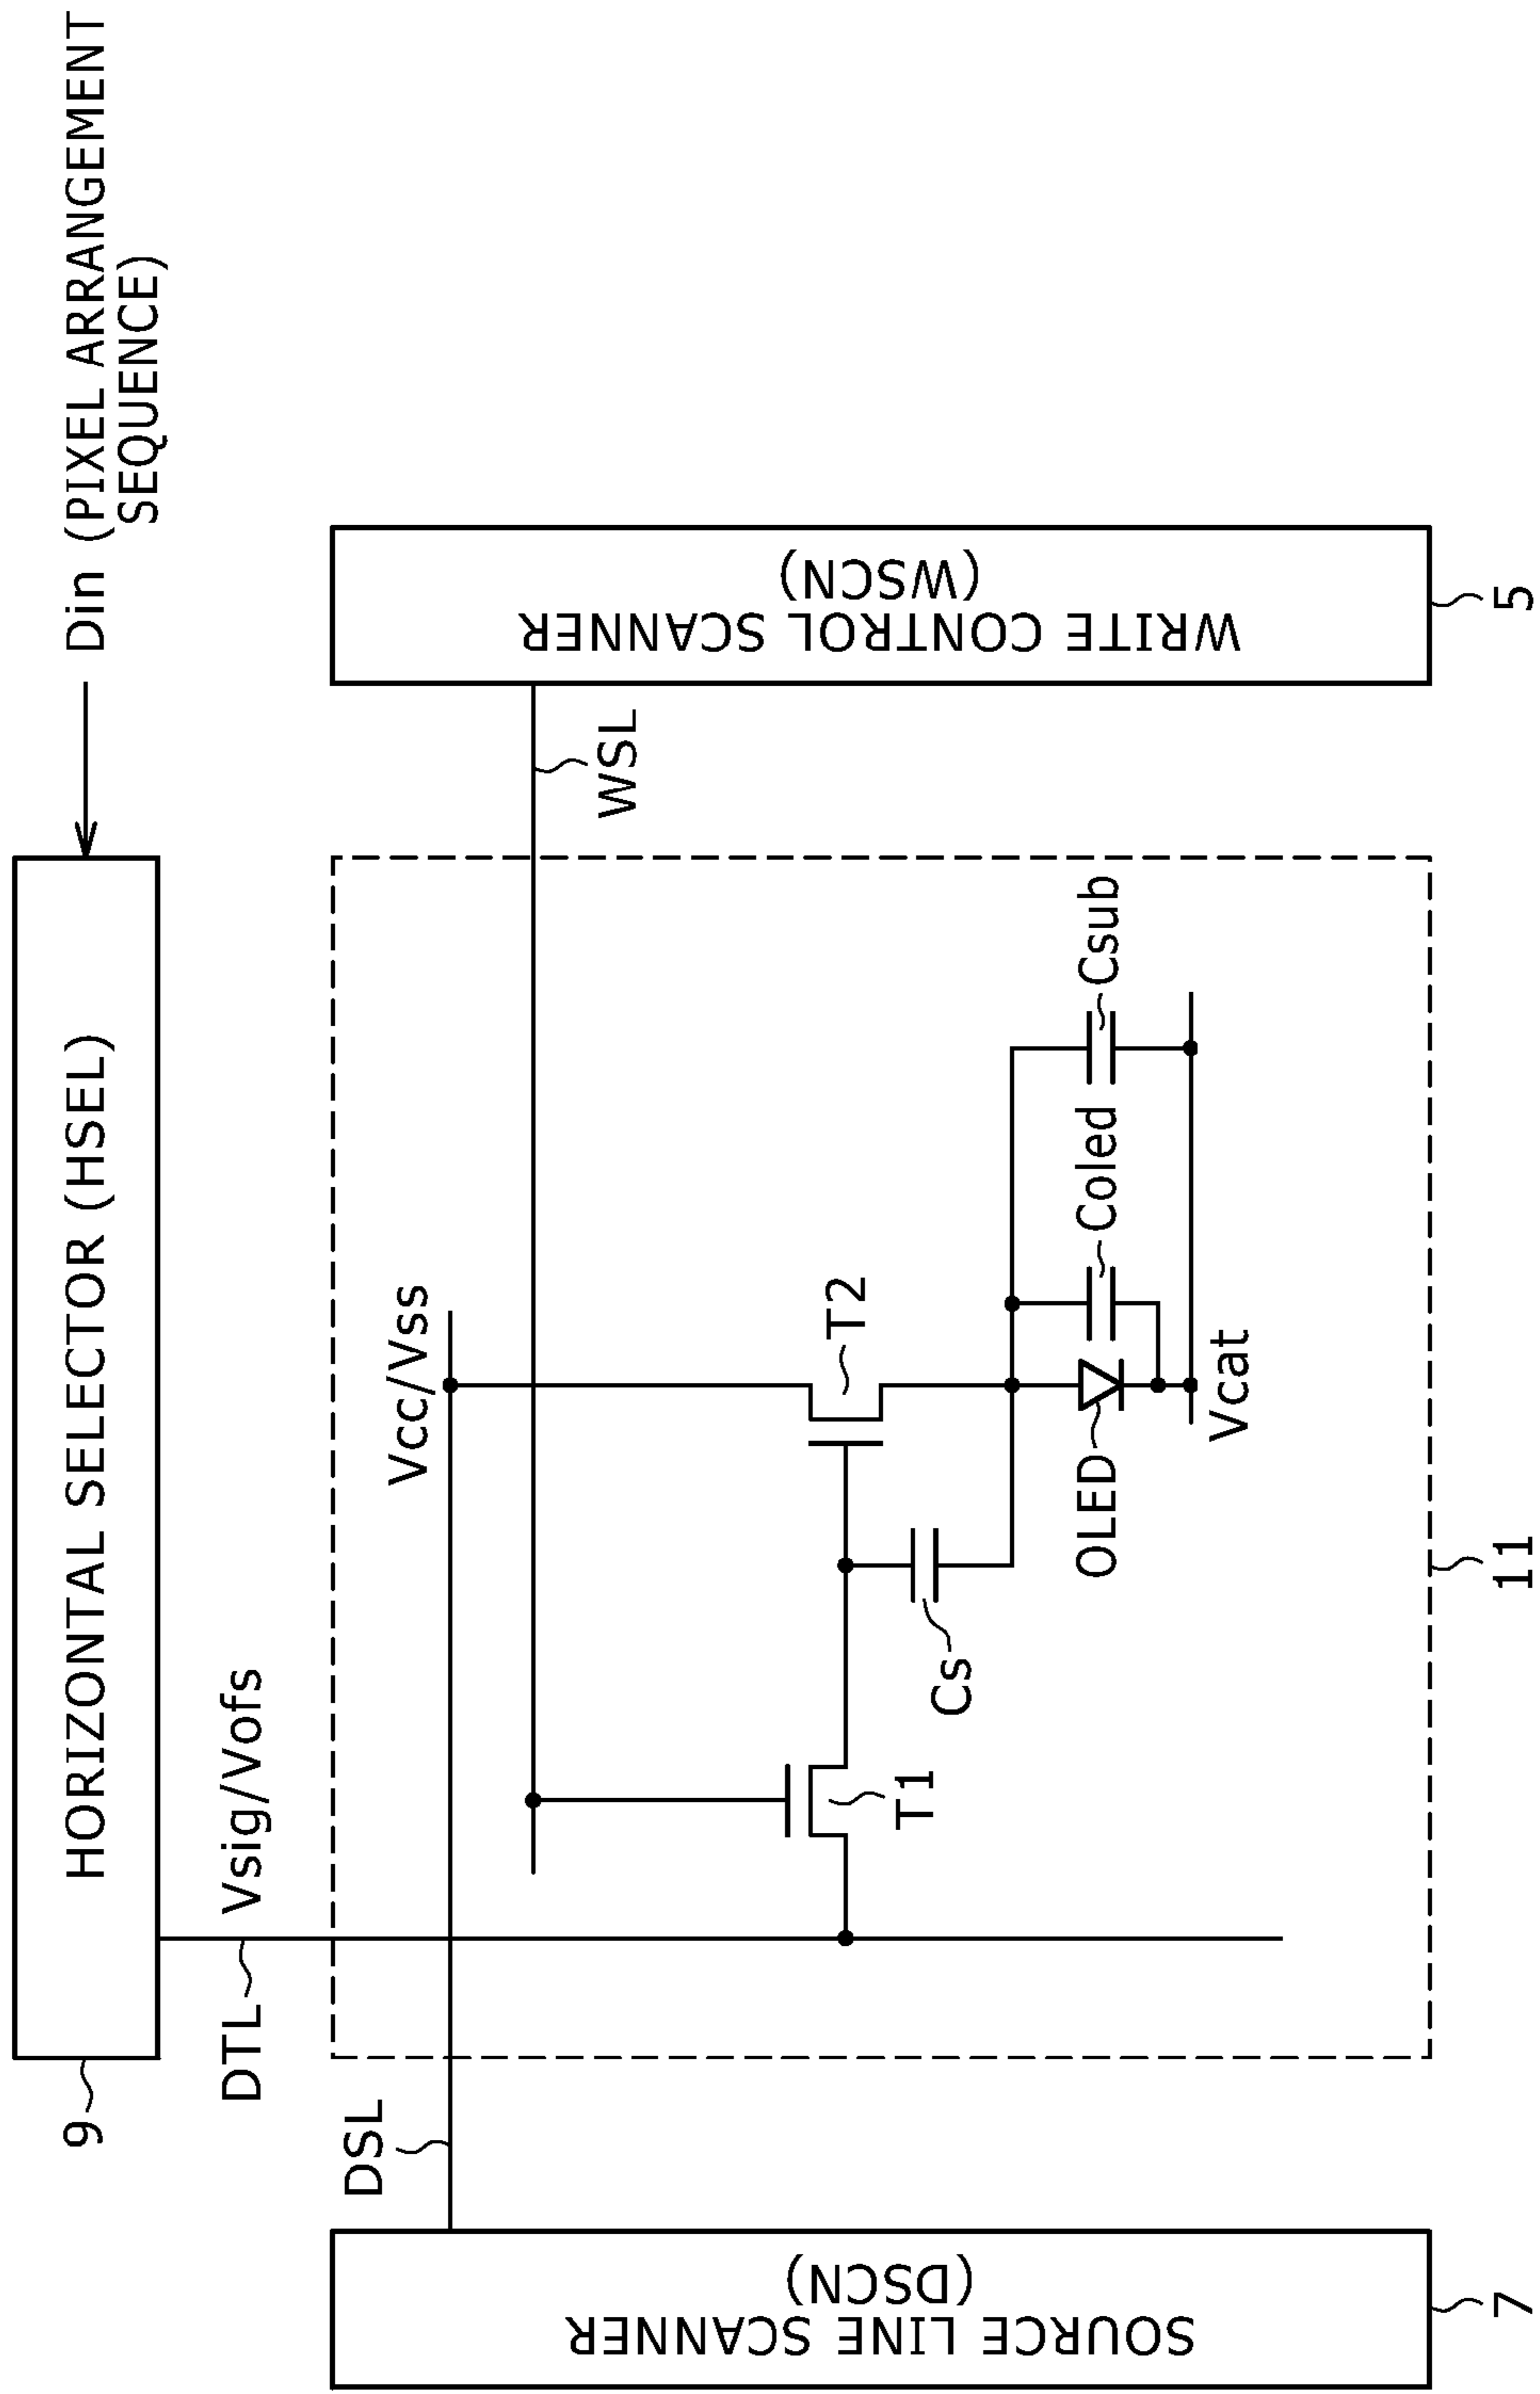 Din (PIXEL ARRANGEMENT
SEQUENCE)
9
HORIZONTAL SELECTOR (HSEL)
DTL
Vsig/Vofs
DSL
Vcc/Vss
WSL
SOURCE LINE SCANNER
(DSCN)
WRITE CONTROL SCANNER
(WSCN)
T1
T2
Cs
OLED
Coled
Csub
Vcat
7
11
5